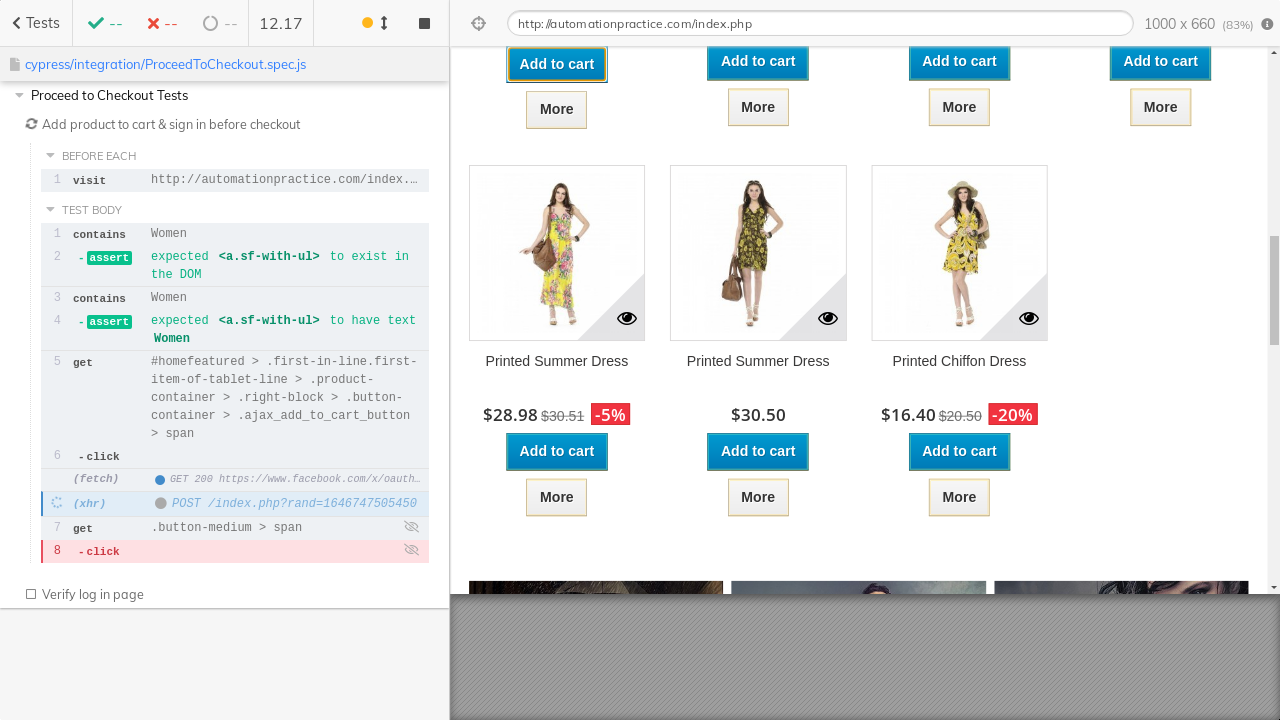 Tests
--
--
--
12.17
http://automationpractice.com/index.php
1000 x 660 (83%)
cypress/integration/ProceedToCheckout.spec.js
Proceed to Checkout Tests
Add product to cart & sign in before checkout
BEFORE EACH
1 visit http://automationpractice.com/index.…
TEST BODY
1 contains Women
2 - assert expected <a.sf-with-ul> to exist in
the DOM
3 contains Women
4 - assert expected <a.sf-with-ul> to have text
Women
5 get #homefeatured > .first-in-line.first-
item-of-tablet-line > .product-
container > .right-block > .button-
container > .ajax_add_to_cart_button
> span
6 - click
(fetch) GET 200 https://www.facebook.com/x/oauth…
(xhr) POST /index.php?rand=1646747505450
7 get .button-medium > span
8 - click
Verify log in page
Add to cart Add to cart Add to cart Add to cart
More More More More
Printed Summer Dress Printed Summer Dress Printed Chiffon Dress
$28.98 $30.51 -5% $30.50 $16.40 $20.50 -20%
Add to cart Add to cart Add to cart
More More More